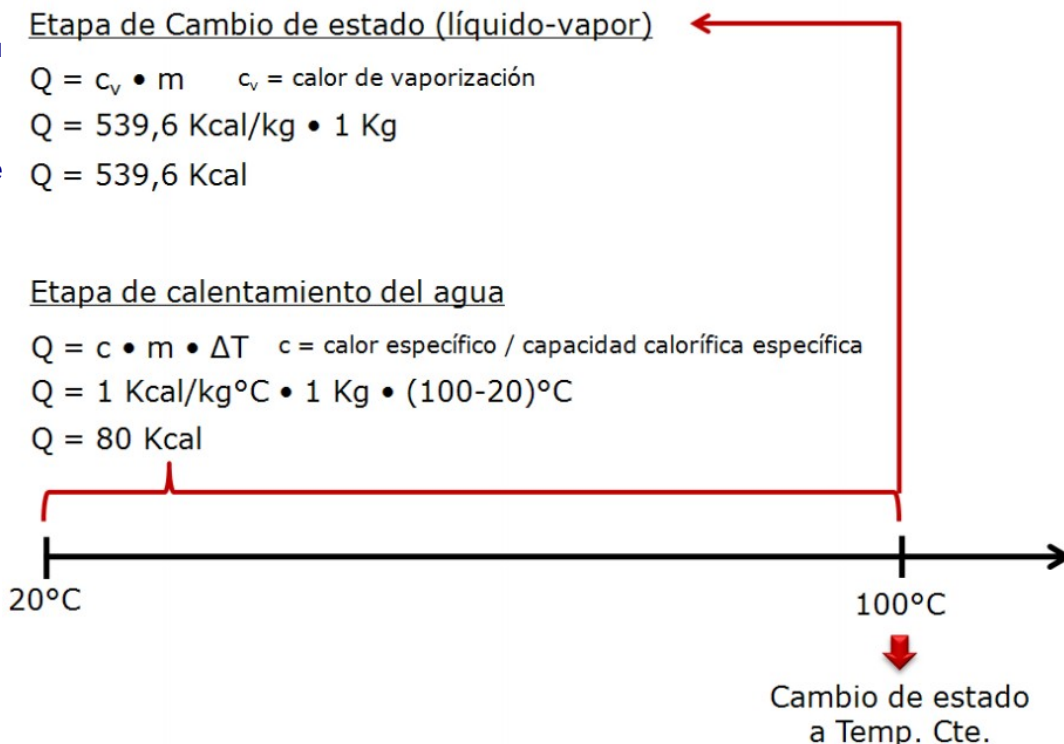 Etapa de Cambio de estado (líquido-vapor)
Q = cᵥ • m cᵥ = calor de vaporización
Q = 539,6 Kcal/kg • 1 Kg
Q = 539,6 Kcal
Etapa de calentamiento del agua
Q = c • m • ΔT c = calor específico / capacidad calorífica específica
Q = 1 Kcal/kg°C • 1 Kg • (100-20)°C
Q = 80 Kcal
20°C
100°C
Cambio de estado
a Temp. Cte.